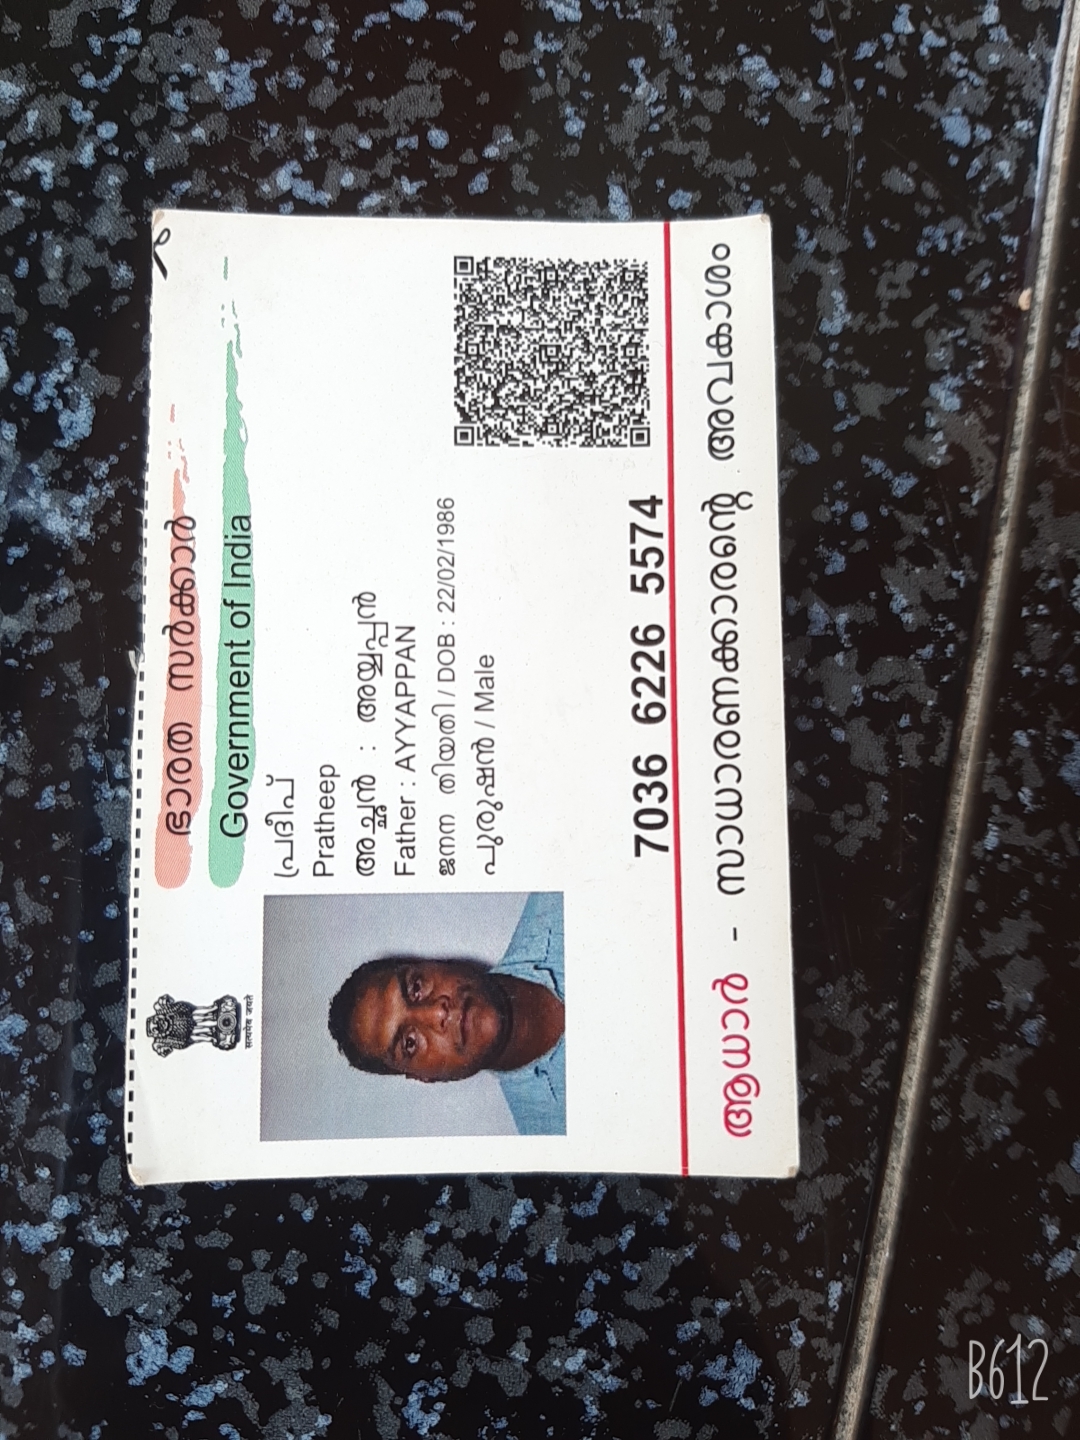 ഭാരത സർക്കാർ
Government of India
सत्यमेव जयते
പ്രദീപ്
Pratheep
അച്ഛൻ : അയ്യപ്പൻ
Father : AYYAPPAN
ജനന തിയതി / DOB : 22/02/1986
പുരുഷൻ / Male
7036 6226 5574
ആധാർ - സാധാരണക്കാരന്റെ അവകാശം
B612